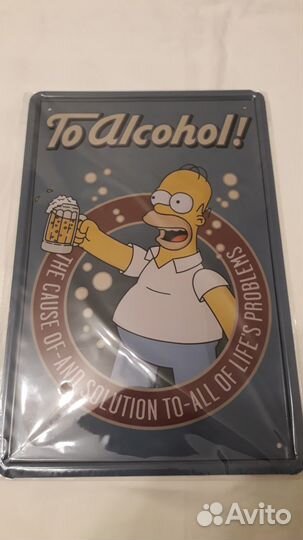 To alcohol!
THE CAUSE OF-AND SOLUTION TO-ALL OF LIFE'S PROBLEMS
Avito